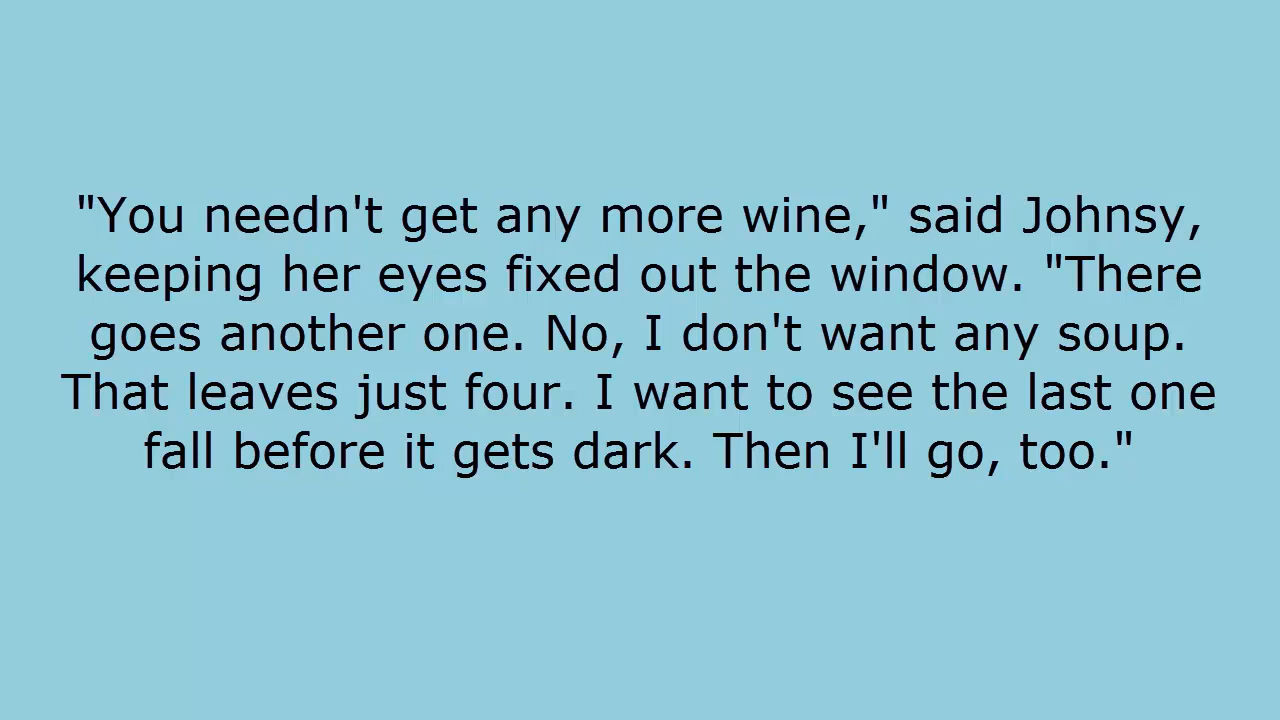 "You needn't get any more wine," said Johnsy,
keeping her eyes fixed out the window. "There
goes another one. No, I don't want any soup.
That leaves just four. I want to see the last one
fall before it gets dark. Then I'll go, too."